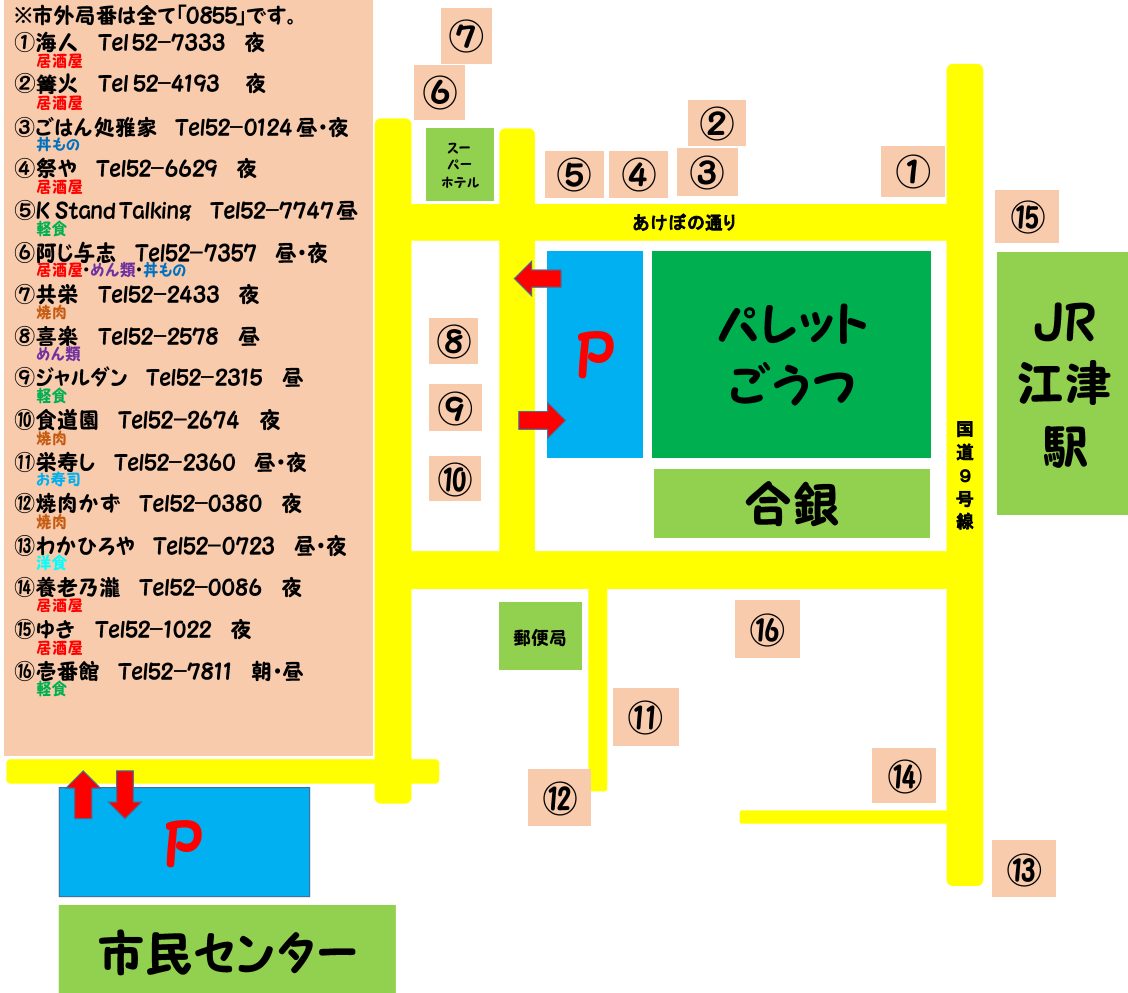 ※市外局番は全て「0855」です。
①海人　Tel 52-7333　夜
居酒屋
②篝火　Tel 52-4193　夜
居酒屋
③ごはん処雅家　Tel52-0124 昼・夜
丼もの
④祭や　Tel52-6629　夜
居酒屋
⑤K Stand Talking　Tel52-7747 昼
軽食
⑥阿じ与志　Tel52-7357　昼・夜
居酒屋・めん類・丼もの
⑦共栄　Tel52-2433　夜
焼肉
⑧喜楽　Tel52-2578　昼
めん類
⑨ジャルダン　Tel52-2315　昼
軽食
⑩食道園　Tel52-2674　夜
焼肉
⑪栄寿し　Tel52-2360　昼・夜
お寿司
⑫焼肉かず　Tel52-0380　夜
焼肉
⑬わかひろや　Tel52-0723　昼・夜
洋食
⑭養老乃瀧　Tel52-0086　夜
居酒屋
⑮ゆき　Tel52-1022　夜
居酒屋
⑯壱番館　Tel52-7811　朝・昼
軽食
⑦
⑥
スー
パー
ホテル
②
⑤
④
③
①
⑮
あけぼの通り
P
パレット
ごうつ
JR
江津
駅
⑧
⑨
⑩
合銀
国道9号線
郵便局
⑯
⑪
⑫
⑭
⑬
P
市民センター